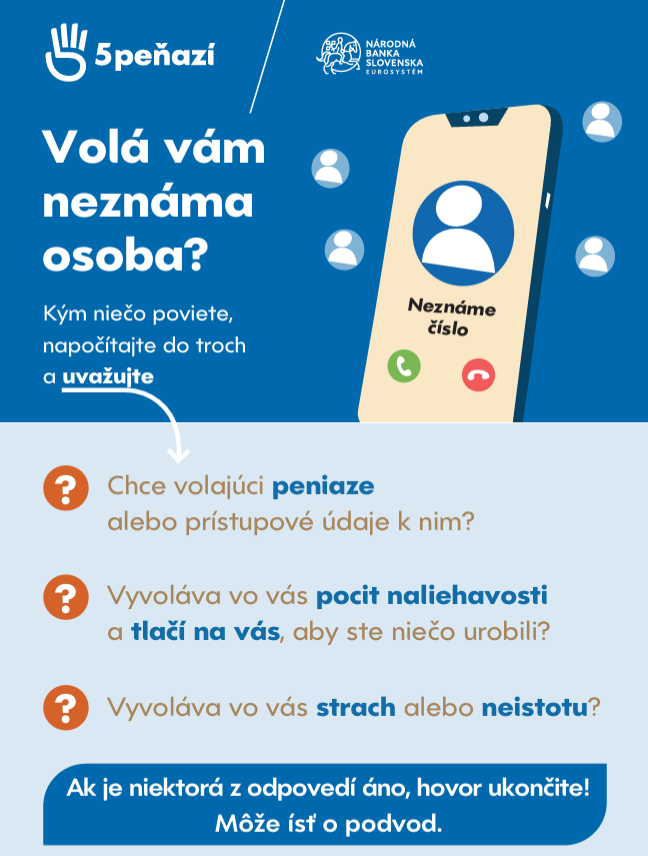 5peňazí
NÁRODNÁ
BANKA
SLOVENSKA
EUROSYSTÉM
Volá vám
neznáma
osoba?
Kým niečo poviete,
napočítajte do troch
a uvažujte
Neznáme
číslo
? Chce volajúci peniaze
alebo prístupové údaje k nim?
? Vyvoláva vo vás pocit naliehavosti
a tlačí na vás, aby ste niečo urobili?
? Vyvoláva vo vás strach alebo neistotu?
Ak je niektorá z odpovedí áno, hovor ukončite!
Môže ísť o podvod.